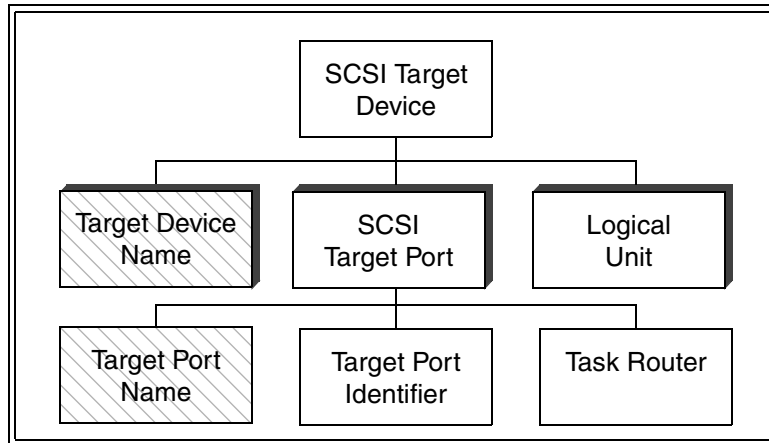 SCSI Target
Device
Target Device
Name
SCSI
Target Port
Logical
Unit
Target Port
Name
Target Port
Identifier
Task Router